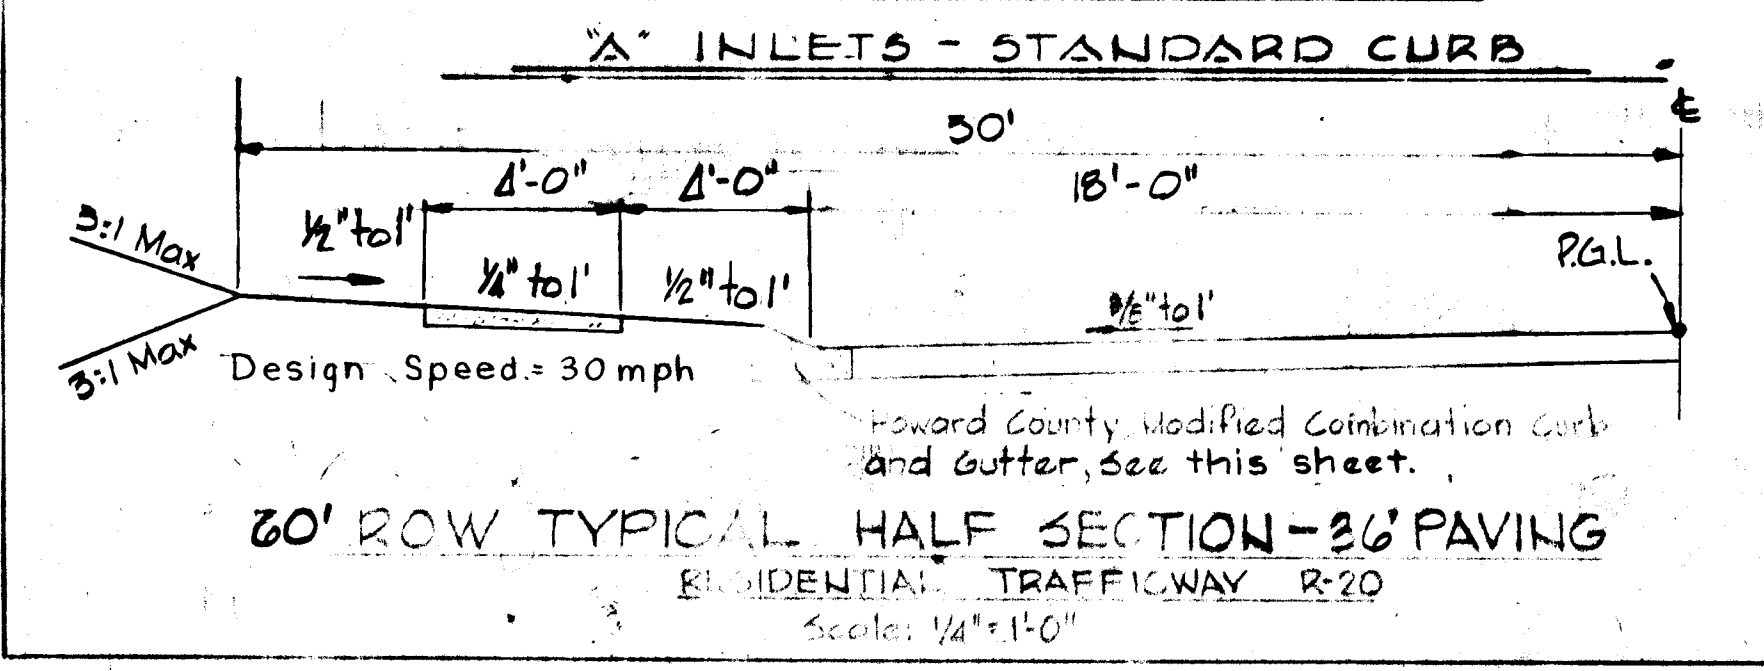 "A" INLETS - STANDARD CURB
℄
30'
4'-0" 4'-0" 18'-0"
3:1 Max
1/2" to 1'
1/4" to 1'
1/2" to 1'
P.G.L.
3/8" to 1'
3:1 Max
Design Speed = 30 mph
Howard County Modified Combination Curb
and Gutter, See this sheet.
60' ROW TYPICAL HALF SECTION - 36' PAVING
RESIDENTIAL TRAFFICWAY R-20
Scale: 1/4" = 1'-0"